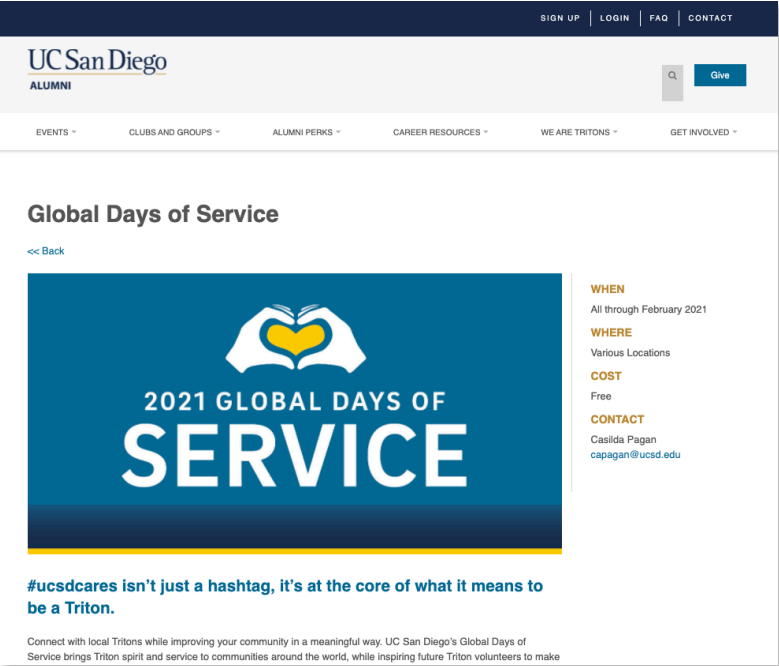 SIGN UP LOGIN FAQ CONTACT
UC San Diego
ALUMNI
Give
EVENTS CLUBS AND GROUPS ALUMNI PERKS CAREER RESOURCES WE ARE TRITONS GET INVOLVED
Global Days of Service
<< Back
2021 GLOBAL DAYS OF
SERVICE
WHEN
All through February 2021
WHERE
Various Locations
COST
Free
CONTACT
Casilda Pagan
capagan@ucsd.edu
#ucsdcares isn’t just a hashtag, it’s at the core of what it means to
be a Triton.
Connect with local Tritons while improving your community in a meaningful way. UC San Diego’s Global Days of
Service brings Triton spirit and service to communities around the world, while inspiring future Triton volunteers to make